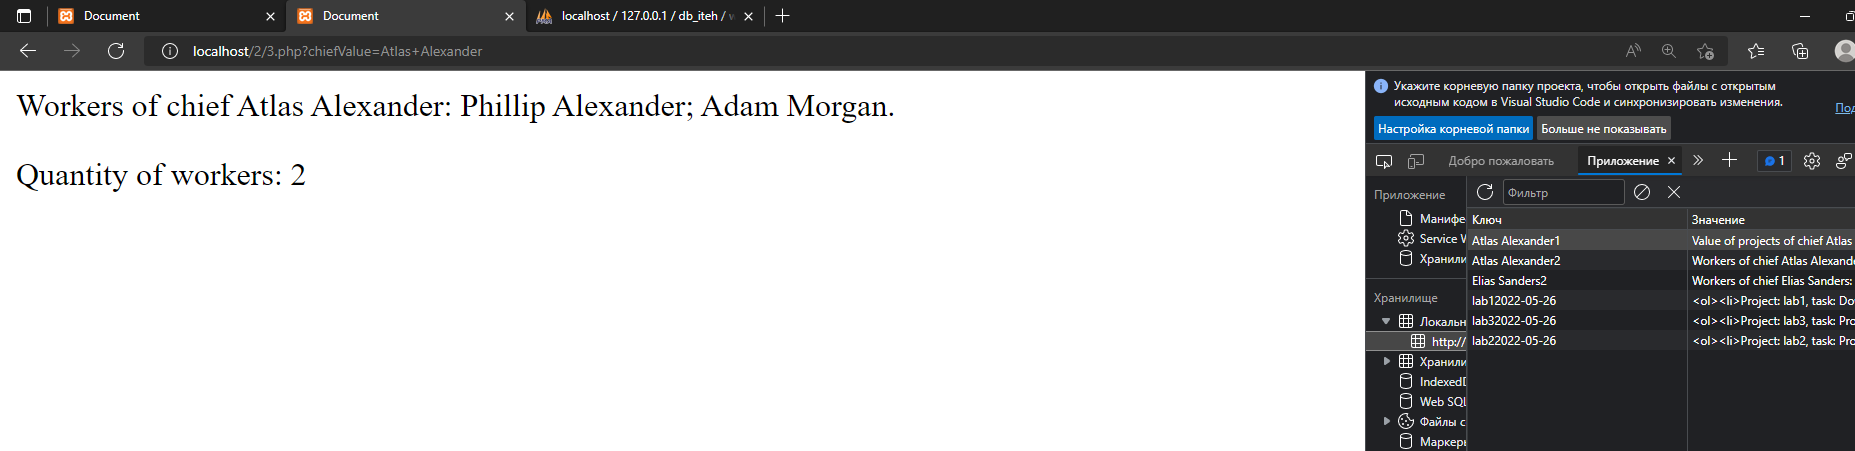 Document
Document
localhost / 127.0.0.1 / db_iteh /
localhost/2/3.php?chiefValue=Atlas+Alexander
Workers of chief Atlas Alexander: Phillip Alexander; Adam Morgan.
Quantity of workers: 2
Укажите корневую папку проекта, чтобы открыть файлы с открытым
исходным кодом в Visual Studio Code и синхронизировать изменения.
Под
Настройка корневой папки
Больше не показывать
Добро пожаловать
Приложение
1
Приложение
Манифе
Service W
Хранили
Хранилище
Локальн
http://
Хранили
IndexedD
Web SQL
Файлы c
Маркеры
Фильтр
Ключ Значение
Atlas Alexander1 Value of projects of chief Atlas
Atlas Alexander2 Workers of chief Atlas Alexande
Elias Sanders2 Workers of chief Elias Sanders:
lab12022-05-26 <ol><li>Project: lab1, task: Do
lab32022-05-26 <ol><li>Project: lab3, task: Pro
lab22022-05-26 <ol><li>Project: lab2, task: Pro